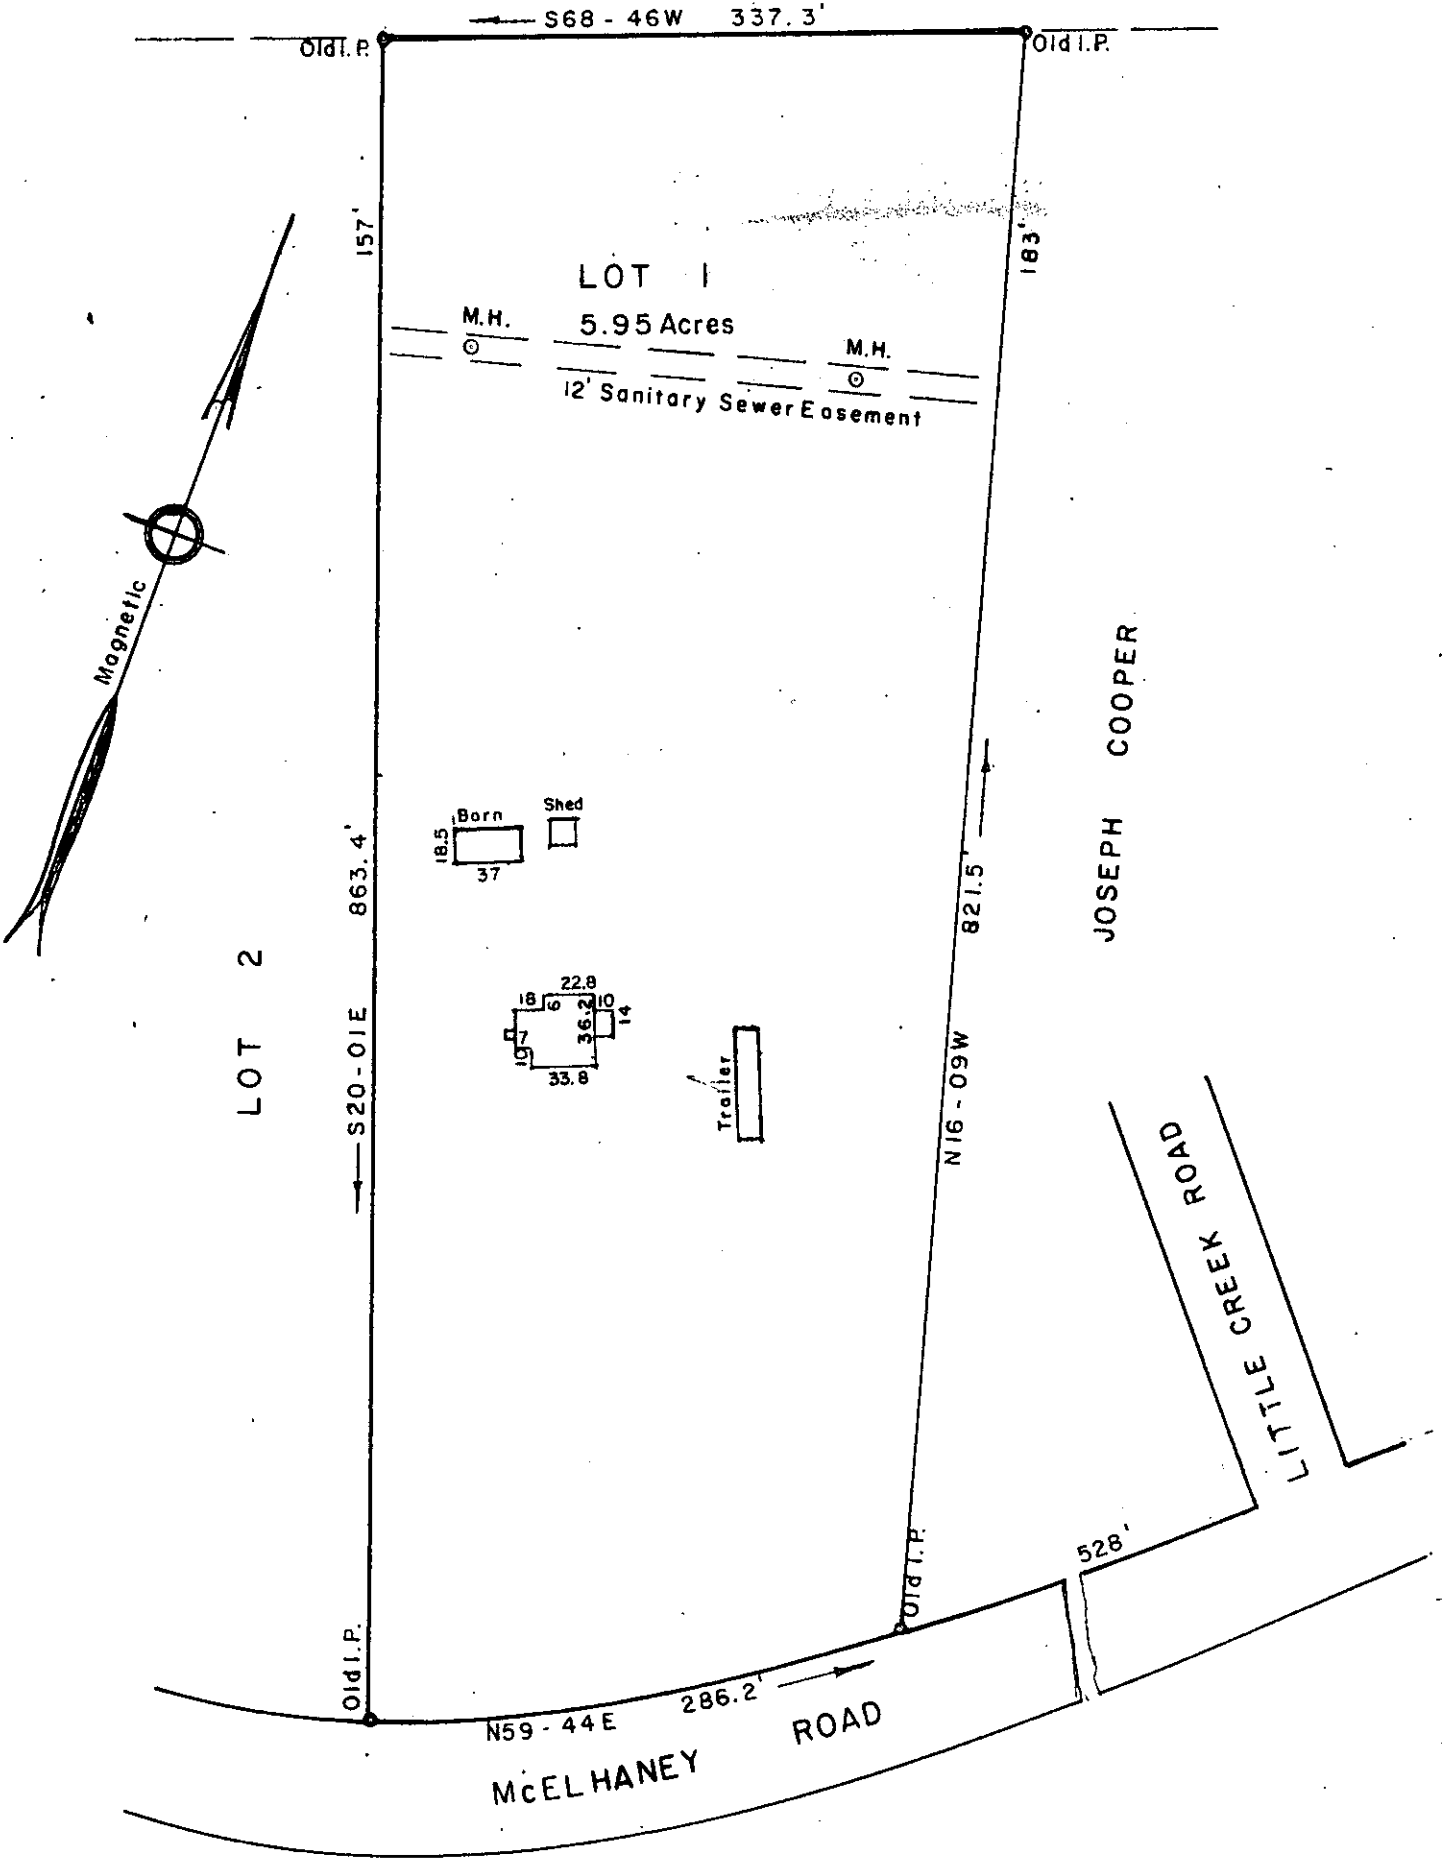 S68-46W 337.3'
Old I.P.
Old I.P.
157'
183'
LOT 1
5.95 Acres
M.H.
M.H.
12' Sanitary Sewer Easement
Magnetic
JOSEPH COOPER
Barn
Shed
18.5
37
863.4'
821.5'
LOT 2
S20-01E
22.8
18
6
36.2
10
14
7
10
33.8
Trailer
N16-09W
LITTLE CREEK ROAD
528'
Old I.P.
Old I.P.
286.2'
N59-44E
McELHANEY ROAD